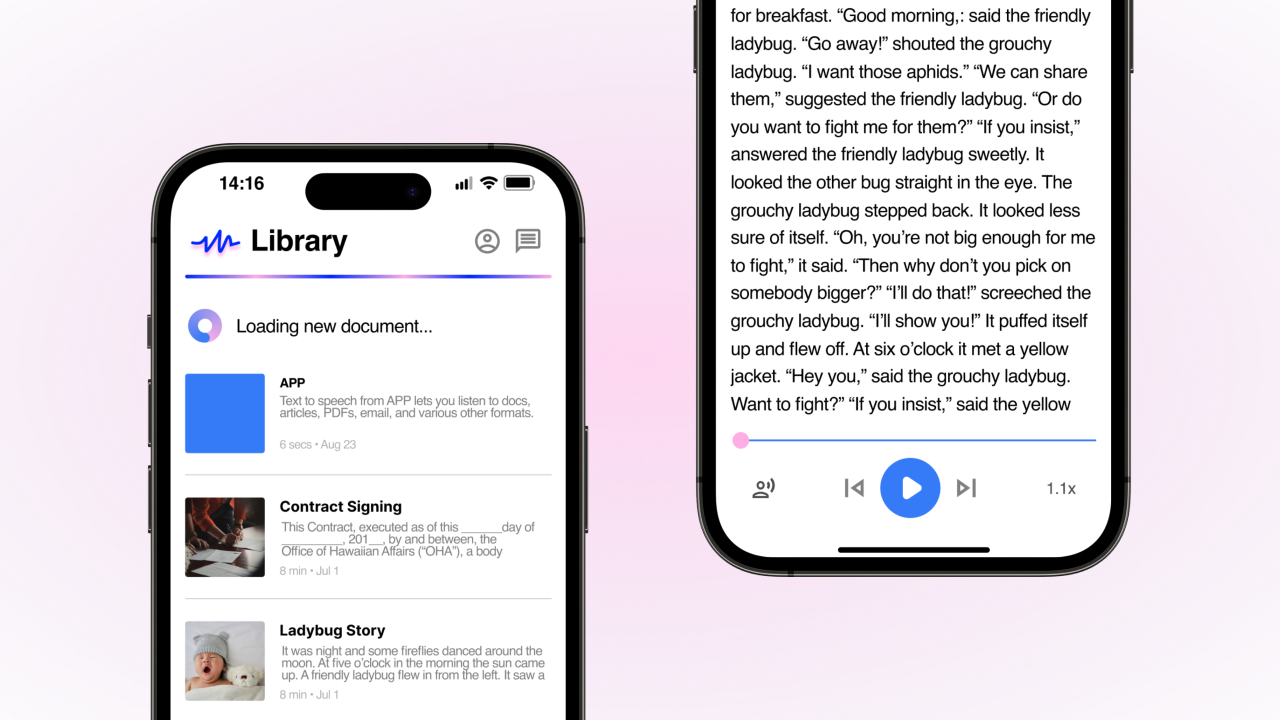 14:16
Library
Loading new document...
APP
Text to speech from APP lets you listen to docs,
articles, PDFs, email, and various other formats.
6 secs • Aug 23
Contract Signing
This Contract, executed as of this ______day of
_________, 201__, by and between, the
Office of Hawaiian Affairs (“OHA”), a body
8 min • Jul 1
Ladybug Story
It was night and some fireflies danced around the
moon. At five o’clock in the morning the sun came
up. A friendly ladybug flew in from the left. It saw a
8 min • Jul 1
for breakfast. “Good morning,: said the friendly
ladybug. “Go away!” shouted the grouchy
ladybug. “I want those aphids.” “We can share
them,” suggested the friendly ladybug. “Or do
you want to fight me for them?” “If you insist,”
answered the friendly ladybug sweetly. It
looked the other bug straight in the eye. The
grouchy ladybug stepped back. It looked less
sure of itself. “Oh, you’re not big enough for me
to fight,” it said. “Then why don’t you pick on
somebody bigger?” “I’ll do that!” screeched the
grouchy ladybug. “I’ll show you!” It puffed itself
up and flew off. At six o’clock it met a yellow
jacket. “Hey you,” said the grouchy ladybug.
Want to fight?” “If you insist,” said the yellow
1.1x